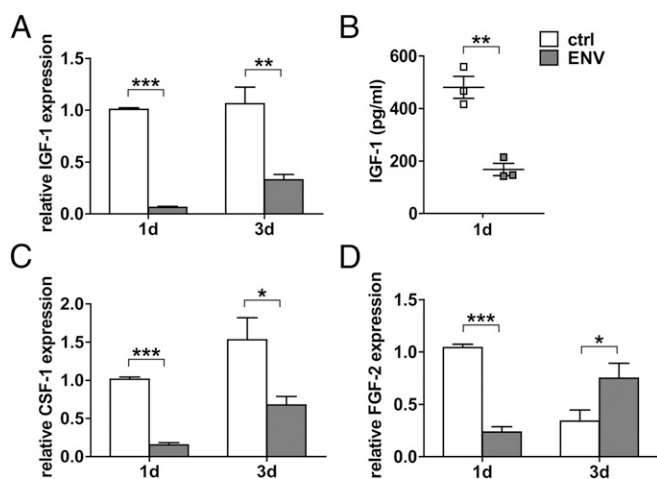 A
relative IGF-1 expression
1.5
1.0
0.5
0.0
***
**
1d
3d
B
IGF-1 (pg/ml)
600
400
200
0
**
1d
ctrl
ENV
C
relative CSF-1 expression
2.0
1.5
1.0
0.5
0.0
***
*
1d
3d
D
relative FGF-2 expression
1.5
1.0
0.5
0.0
***
*
1d
3d